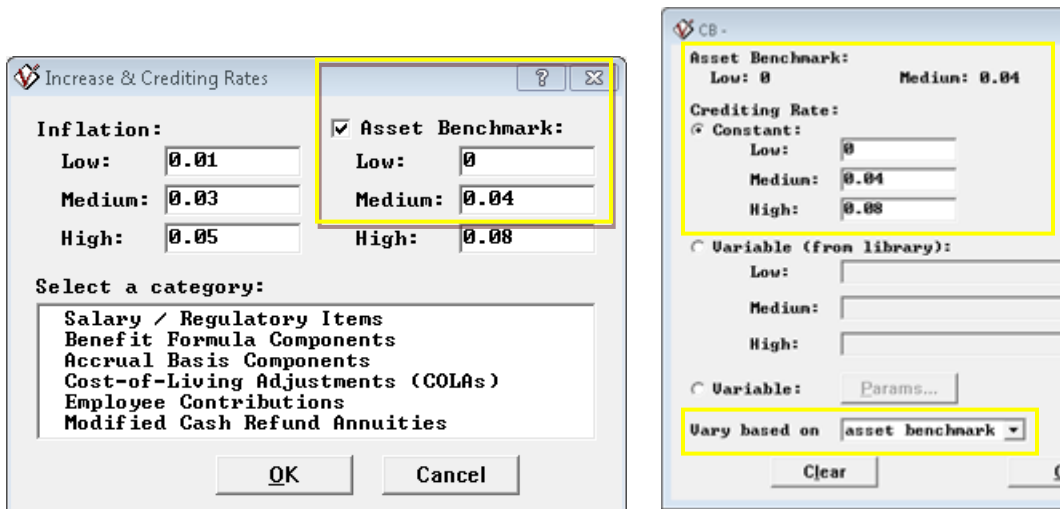 Increase & Crediting Rates
Inflation:
Low: 0.01
Medium: 0.03
High: 0.05
Asset Benchmark:
Low: 0
Medium: 0.04
High: 0.08
Select a category:
Salary / Regulatory Items
Benefit Formula Components
Accrual Basis Components
Cost-of-Living Adjustments (COLAs)
Employee Contributions
Modified Cash Refund Annuities
OK Cancel
CB -
Asset Benchmark:
Low: 0 Medium: 0.04
Crediting Rate:
Constant:
Low: 0
Medium: 0.04
High: 0.08
Variable (from library):
Low:
Medium:
High:
Variable: Params...
Vary based on asset benchmark
Clear